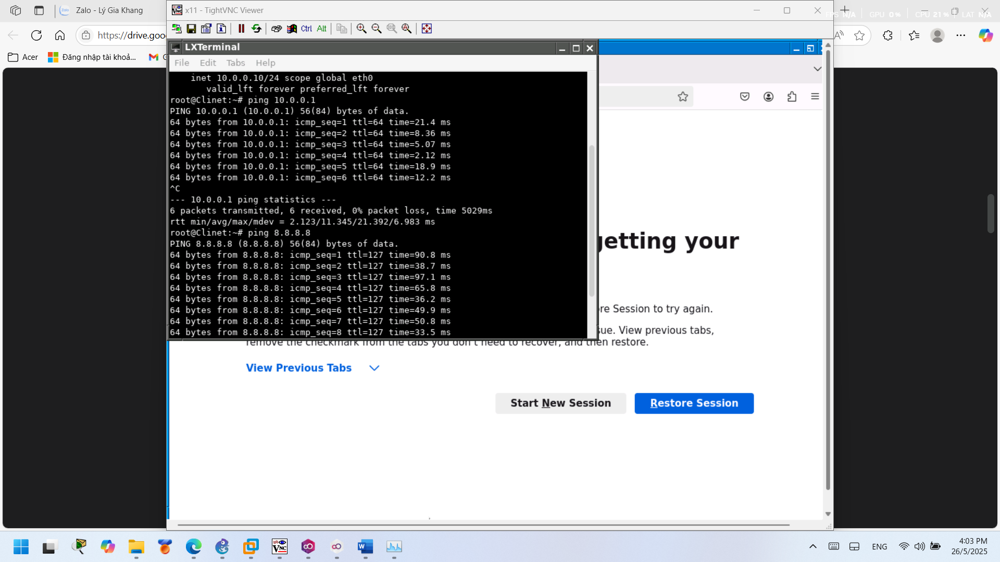 Zalo - Lý Gia Khang
x11 - TightVNC Viewer
FPS N/A
GPU 0%
CPU 21%
LAT N/A
Ctrl
Alt
https://drive.goo
Acer
Đăng nhập tài khoả...
LXTerminal
File Edit Tabs Help
inet 10.0.0.10/24 scope global eth0
valid_lft forever preferred_lft forever
root@Clinet:~# ping 10.0.0.1
PING 10.0.0.1 (10.0.0.1) 56(84) bytes of data.
64 bytes from 10.0.0.1: icmp_seq=1 ttl=64 time=21.4 ms
64 bytes from 10.0.0.1: icmp_seq=2 ttl=64 time=8.36 ms
64 bytes from 10.0.0.1: icmp_seq=3 ttl=64 time=5.07 ms
64 bytes from 10.0.0.1: icmp_seq=4 ttl=64 time=2.12 ms
64 bytes from 10.0.0.1: icmp_seq=5 ttl=64 time=18.9 ms
64 bytes from 10.0.0.1: icmp_seq=6 ttl=64 time=12.2 ms
^C
--- 10.0.0.1 ping statistics ---
6 packets transmitted, 6 received, 0% packet loss, time 5029ms
rtt min/avg/max/mdev = 2.123/11.345/21.392/6.983 ms
root@Clinet:~# ping 8.8.8.8
PING 8.8.8.8 (8.8.8.8) 56(84) bytes of data.
64 bytes from 8.8.8.8: icmp_seq=1 ttl=127 time=90.8 ms
64 bytes from 8.8.8.8: icmp_seq=2 ttl=127 time=38.7 ms
64 bytes from 8.8.8.8: icmp_seq=3 ttl=127 time=97.1 ms
64 bytes from 8.8.8.8: icmp_seq=4 ttl=127 time=65.8 ms
64 bytes from 8.8.8.8: icmp_seq=5 ttl=127 time=36.2 ms
64 bytes from 8.8.8.8: icmp_seq=6 ttl=127 time=49.9 ms
64 bytes from 8.8.8.8: icmp_seq=7 ttl=127 time=50.8 ms
64 bytes from 8.8.8.8: icmp_seq=8 ttl=127 time=33.5 ms
getting your
re Session to try again.
sue. View previous tabs,
remove the checkmark from the tabs you don't need to recover, and then restore.
View Previous Tabs
Start New Session
Restore Session
ENG
4:03 PM
26/5/2025